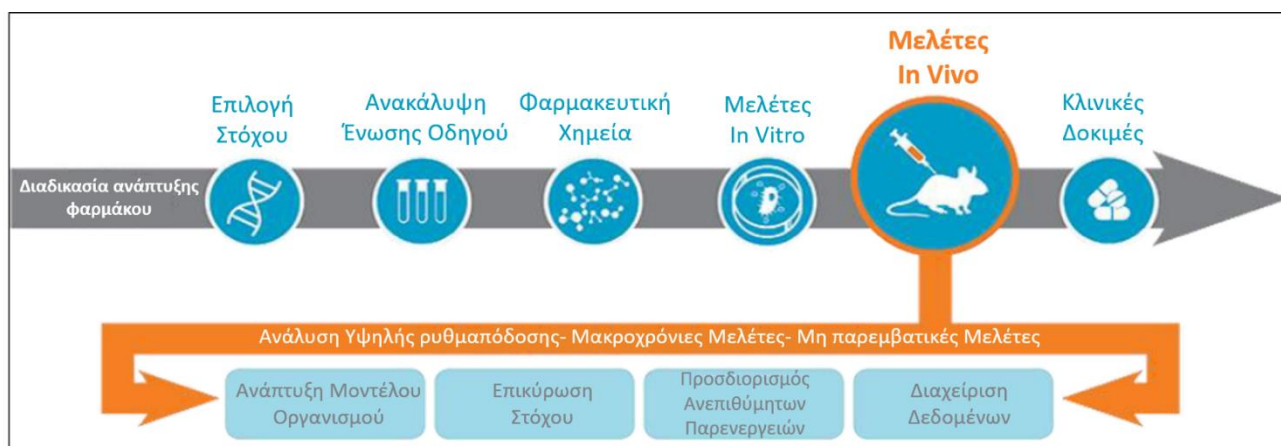 Μελέτες
In Vivo
Επιλογή
Στόχου
Ανακάλυψη
Ένωσης Οδηγού
Φαρμακευτική
Χημεία
Μελέτες
In Vitro
Κλινικές
Δοκιμές
Διαδικασία ανάπτυξης
φαρμάκου
Ανάλυση Υψηλής ρυθμαπόδοσης- Μακροχρόνιες Μελέτες- Μη παρεμβατικές Μελέτες
Ανάπτυξη Μοντέλου
Οργανισμού
Επικύρωση
Στόχου
Προσδιορισμός
Ανεπιθύμητων
Παρενεργειών
Διαχείριση
Δεδομένων